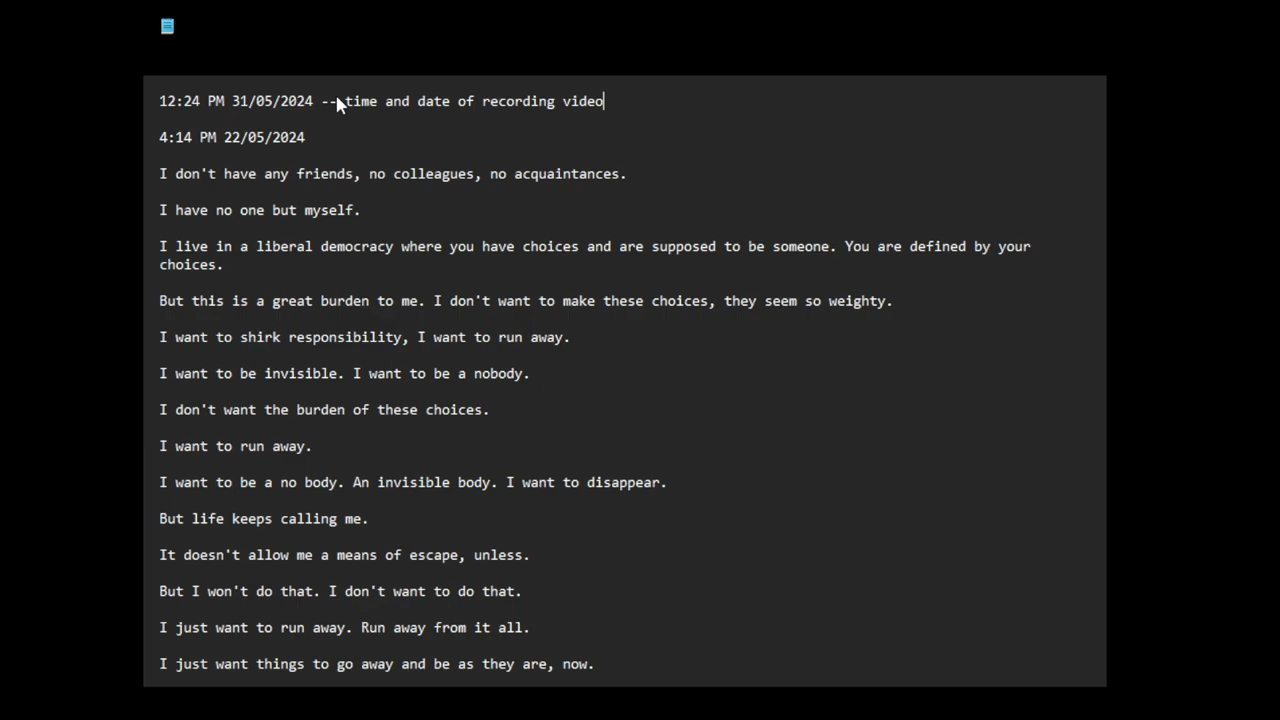 12:24 PM 31/05/2024 -- time and date of recording video
4:14 PM 22/05/2024
I don't have any friends, no colleagues, no acquaintances.
I have no one but myself.
I live in a liberal democracy where you have choices and are supposed to be someone. You are defined by your
choices.
But this is a great burden to me. I don't want to make these choices, they seem so weighty.
I want to shirk responsibility, I want to run away.
I want to be invisible. I want to be a nobody.
I don't want the burden of these choices.
I want to run away.
I want to be a no body. An invisible body. I want to disappear.
But life keeps calling me.
It doesn't allow me a means of escape, unless.
But I won't do that. I don't want to do that.
I just want to run away. Run away from it all.
I just want things to go away and be as they are, now.